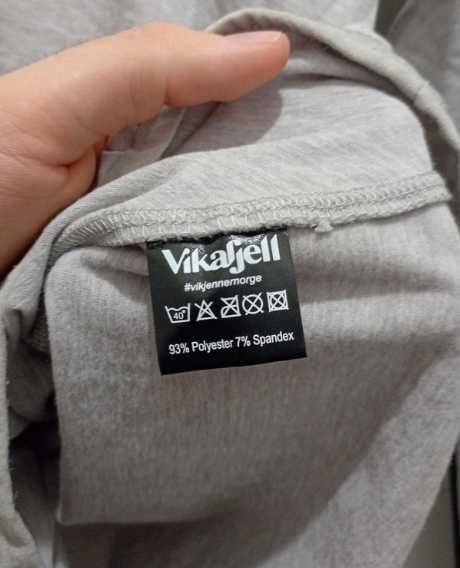 Vikafjell
#vikjennernorge
40°
93% Polyester 7% Spandex